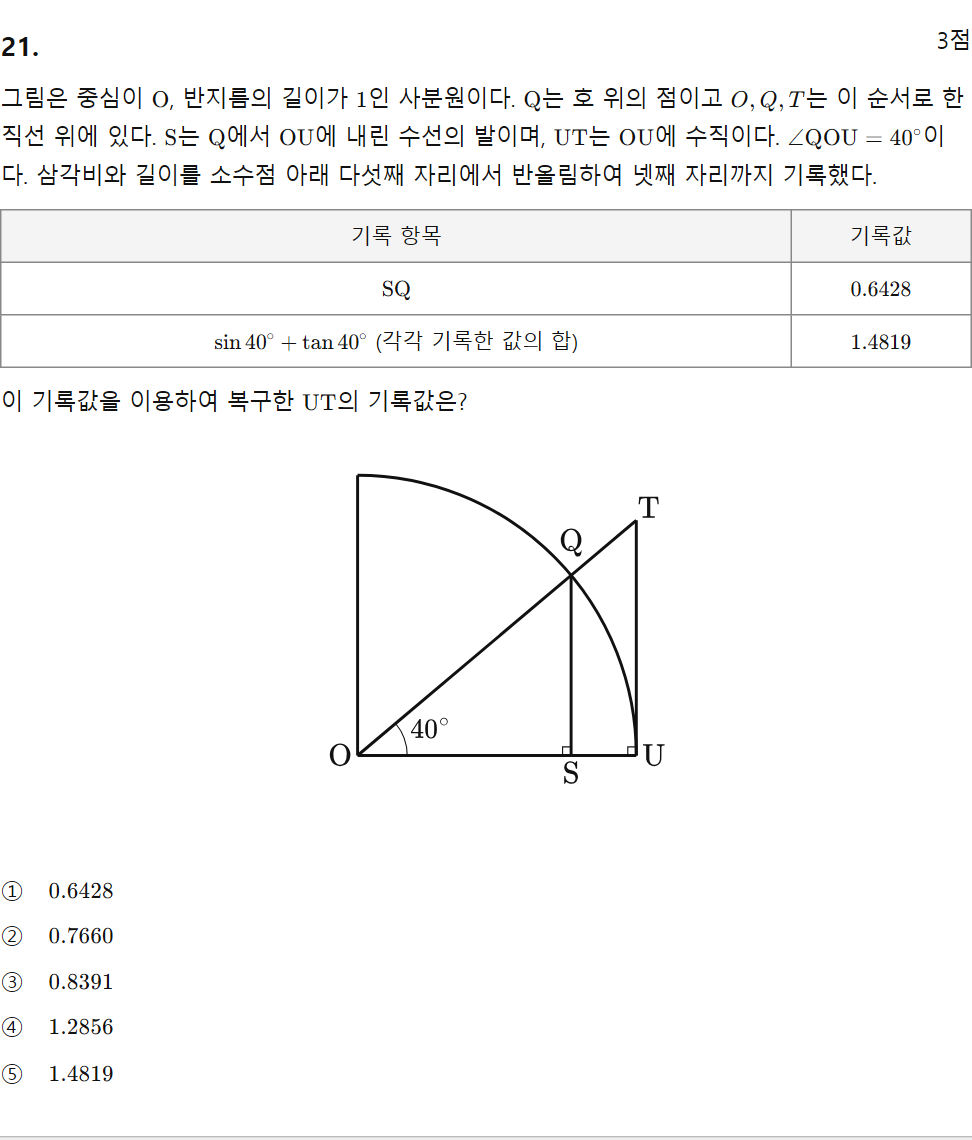 21.
3점
그림은 중심이 O, 반지름의 길이가 1인 사분원이다. Q는 호 위의 점이고 O, Q, T는 이 순서로 한
직선 위에 있다. S는 Q에서 OU에 내린 수선의 발이며, UT는 OU에 수직이다. ∠QOU = 40°이
다. 삼각비와 길이를 소수점 아래 다섯째 자리에서 반올림하여 넷째 자리까지 기록했다.
기록 항목 기록값
SQ 0.6428
sin 40° + tan 40° (각각 기록한 값의 합) 1.4819
이 기록값을 이용하여 복구한 UT의 기록값은?
T
Q
40°
O
U
S
① 0.6428
② 0.7660
③ 0.8391
④ 1.2856
⑤ 1.4819